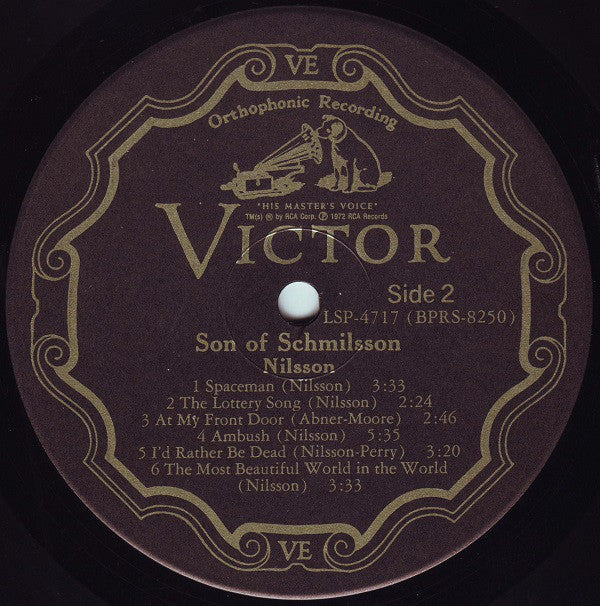 VE
Orthophonic Recording
"HIS MASTER'S VOICE"
TM(s) ® by RCA Corp. ℗ 1972 RCA Records
VICTOR
Side 2
LSP-4717 (BPRS-8250)
Son of Schmilsson
Nilsson
1 Spaceman (Nilsson) 3:33
2 The Lottery Song (Nilsson) 2:24
3 At My Front Door (Abner-Moore) 2:46
4 Ambush (Nilsson) 5:35
5 I'd Rather Be Dead (Nilsson-Perry) 3:20
6 The Most Beautiful World in the World
(Nilsson) 3:33
VE